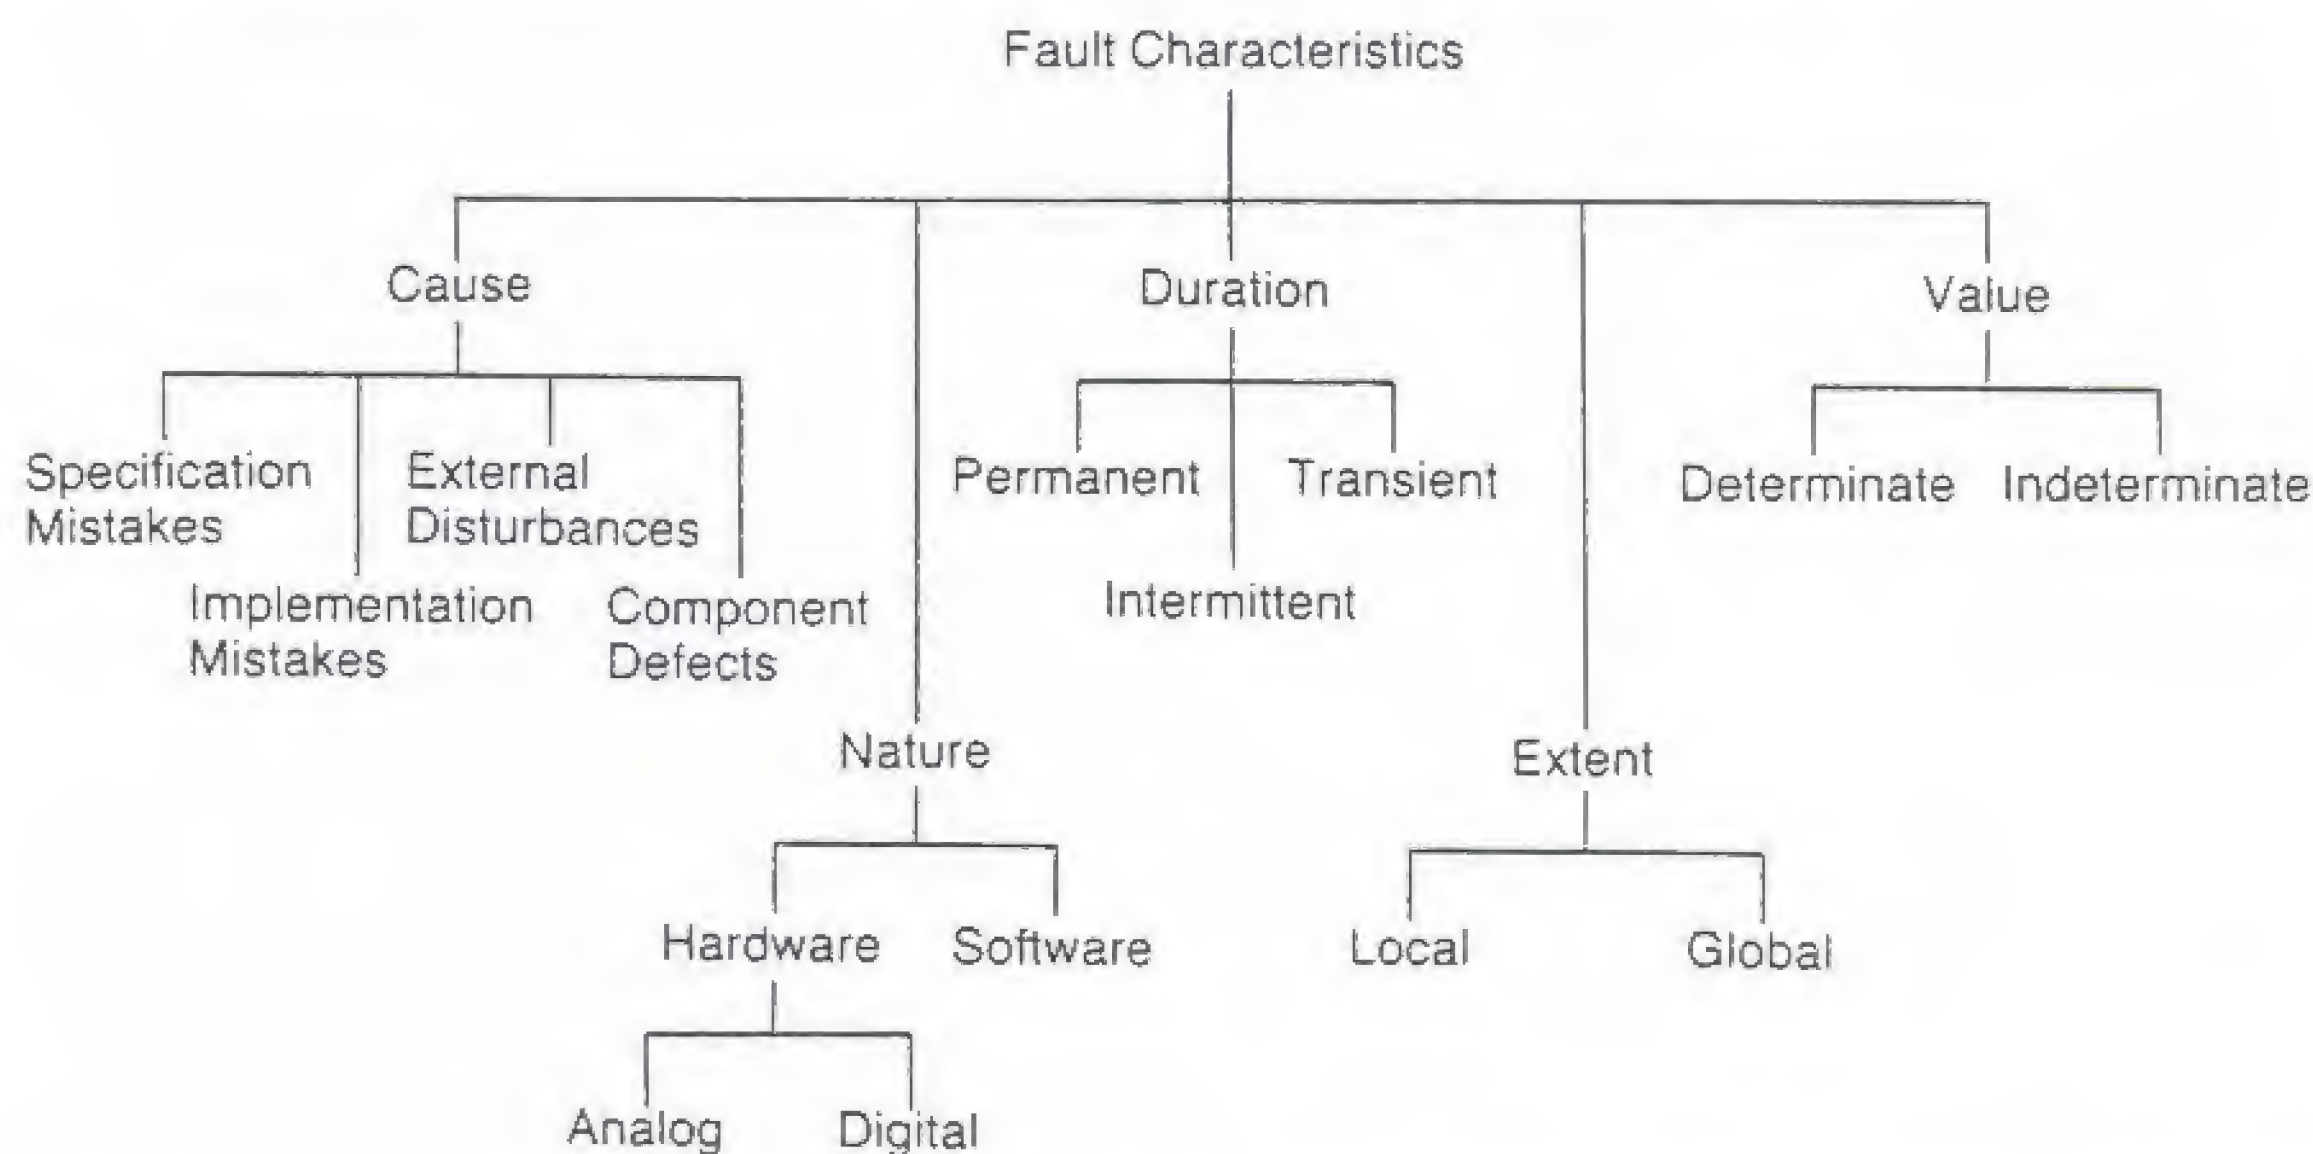 Fault Characteristics
Cause
Duration
Value
Specification
Mistakes
External
Disturbances
Permanent
Transient
Determinate
Indeterminate
Implementation
Mistakes
Component
Defects
Intermittent
Nature
Extent
Hardware
Software
Local
Global
Analog
Digital